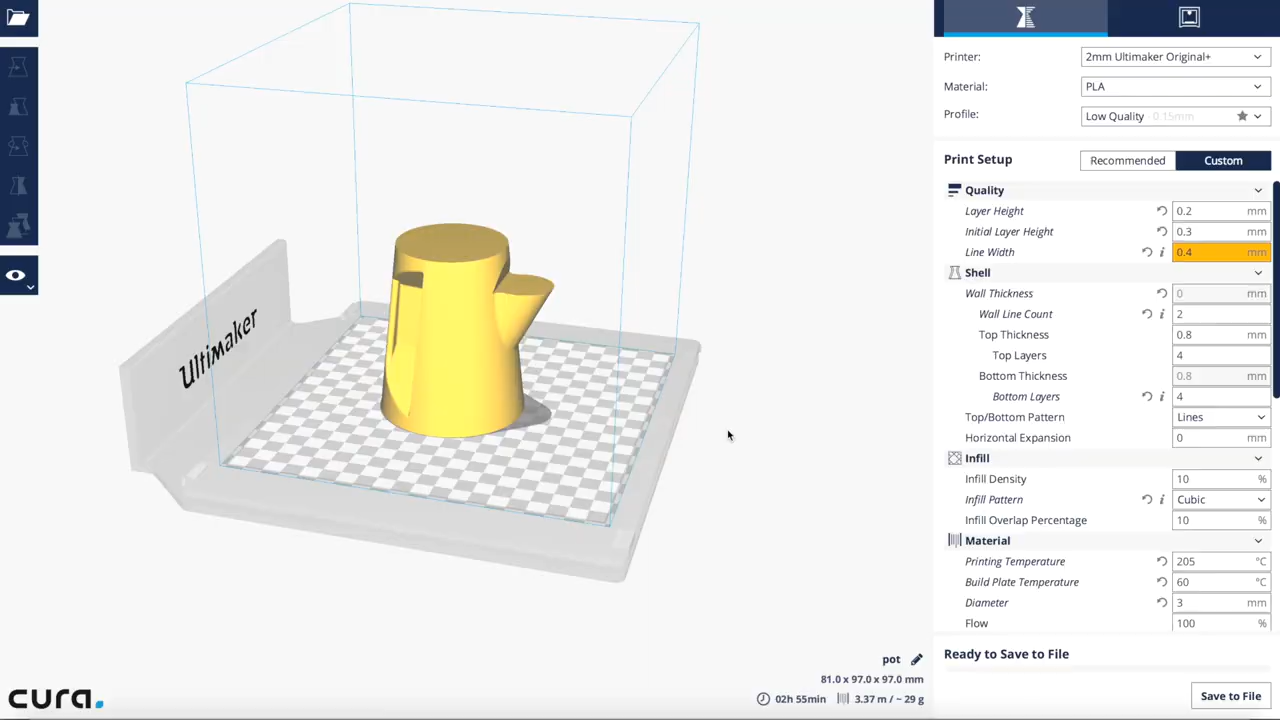 Printer: 2mm Ultimaker Original+
Material: PLA
Profile: Low Quality - 0.15mm
Print Setup Recommended Custom
Quality
Layer Height 0.2 mm
Initial Layer Height 0.3 mm
Line Width i 0.4 mm
Shell
Wall Thickness 0 mm
Wall Line Count i 2
Top Thickness 0.8 mm
Top Layers 4
Bottom Thickness 0.8 mm
Bottom Layers i 4
Top/Bottom Pattern Lines
Horizontal Expansion 0 mm
Infill
Infill Density 10 %
Infill Pattern i Cubic
Infill Overlap Percentage 10 %
Material
Printing Temperature 205 °C
Build Plate Temperature 60 °C
Diameter 3 mm
Flow 100 %
Ready to Save to File
Save to File
Ultimaker
pot
81.0 x 97.0 x 97.0 mm
02h 55min 3.37 m / ~ 29 g
cura.